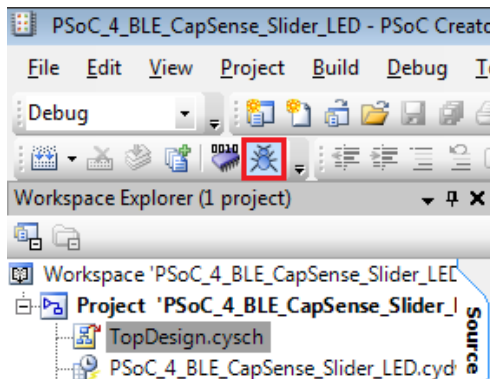 PSoC_4_BLE_CapSense_Slider_LED - PSoC Creato
File Edit View Project Build Debug T
Debug
0010
Workspace Explorer (1 project)
Workspace 'PSoC_4_BLE_CapSense_Slider_LED
Project 'PSoC_4_BLE_CapSense_Slider_
TopDesign.cysch
PSoC_4_BLE_CapSense_Slider_LED.cyd
Source